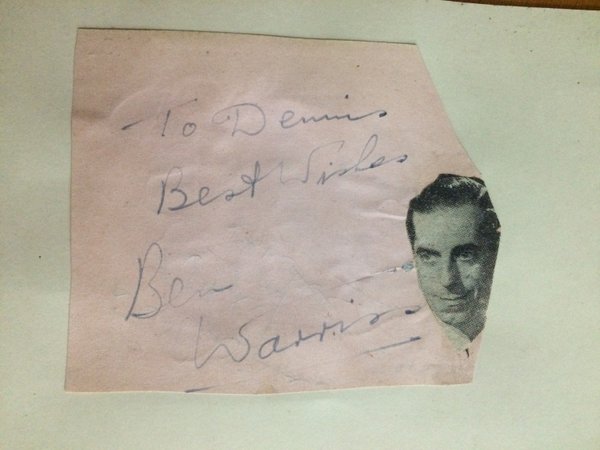 To Dennis
Best Wishes
Ben
Warriss